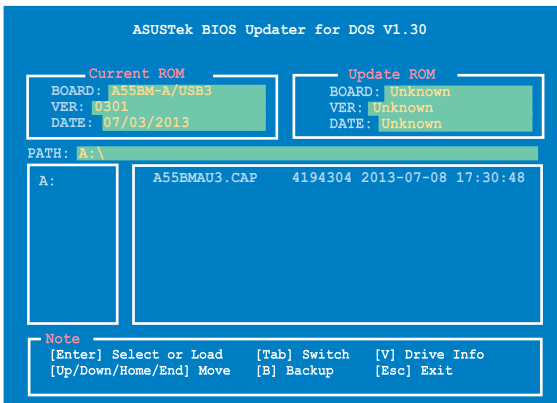 ASUSTek BIOS Updater for DOS V1.30
Current ROM
BOARD: A55BM-A/USB3
VER: 0301
DATE: 07/03/2013
Update ROM
BOARD: Unknown
VER: Unknown
DATE: Unknown
PATH: A:\
A:
A55BMAU3.CAP 4194304 2013-07-08 17:30:48
Note
[Enter] Select or Load [Tab] Switch [V] Drive Info
[Up/Down/Home/End] Move [B] Backup [Esc] Exit